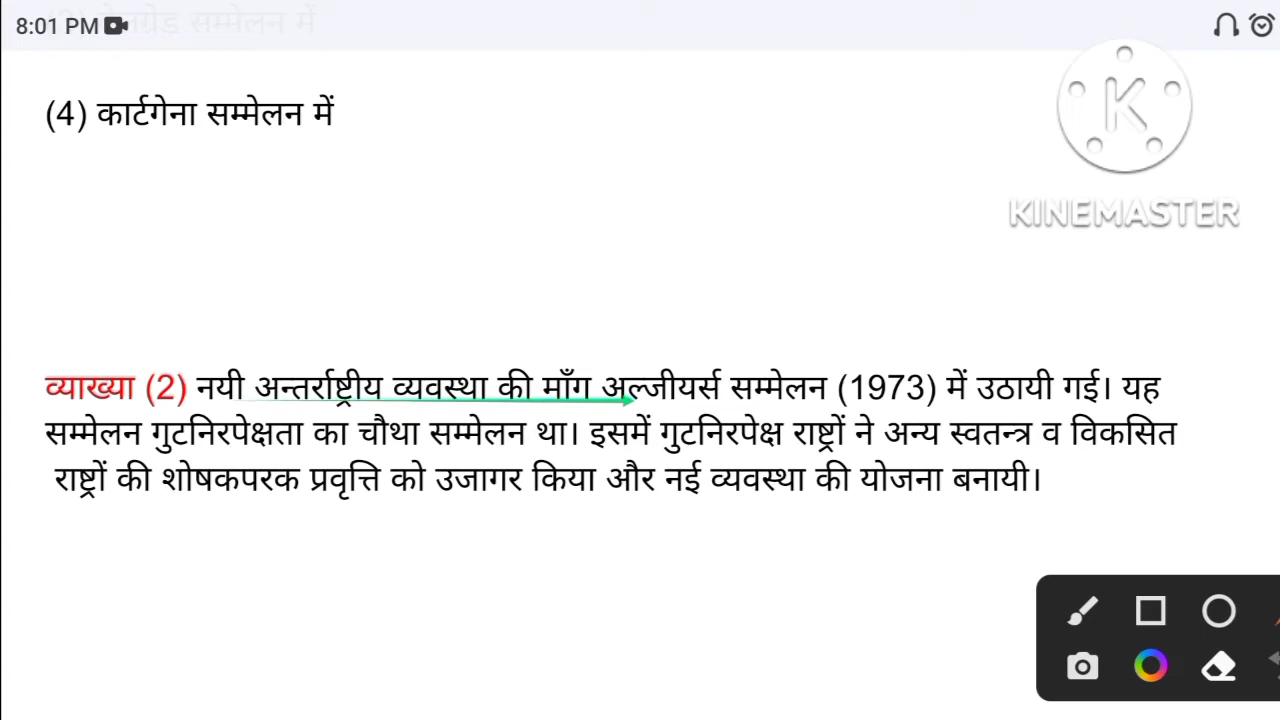 8:01 PM
सम्मेलन में
(4) कार्टगेना सम्मेलन में
KINEMASTER
व्याख्या (2) नयी अन्तर्राष्ट्रीय व्यवस्था की माँग अल्जीयर्स सम्मेलन (1973) में उठायी गई। यह
सम्मेलन गुटनिरपेक्षता का चौथा सम्मेलन था। इसमें गुटनिरपेक्ष राष्ट्रों ने अन्य स्वतन्त्र व विकसित
राष्ट्रों की शोषकपरक प्रवृत्ति को उजागर किया और नई व्यवस्था की योजना बनायी।